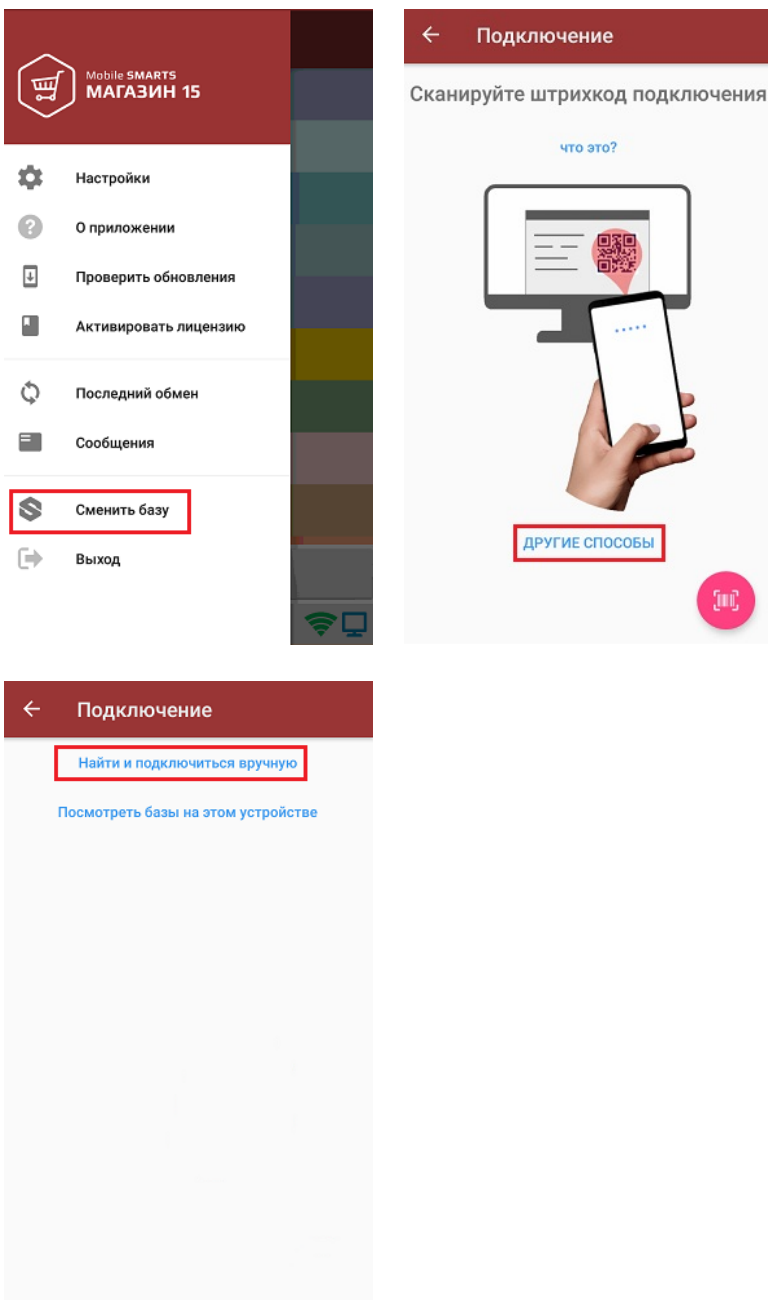 Mobile SMARTS
МАГАЗИН 15
Настройки
О приложении
Проверить обновления
Активировать лицензию
Последний обмен
Сообщения
Сменить базу
Выход
Подключение
Сканируйте штрихкод подключения
что это?
ДРУГИЕ СПОСОБЫ
Подключение
Найти и подключиться вручную
Посмотреть базы на этом устройстве